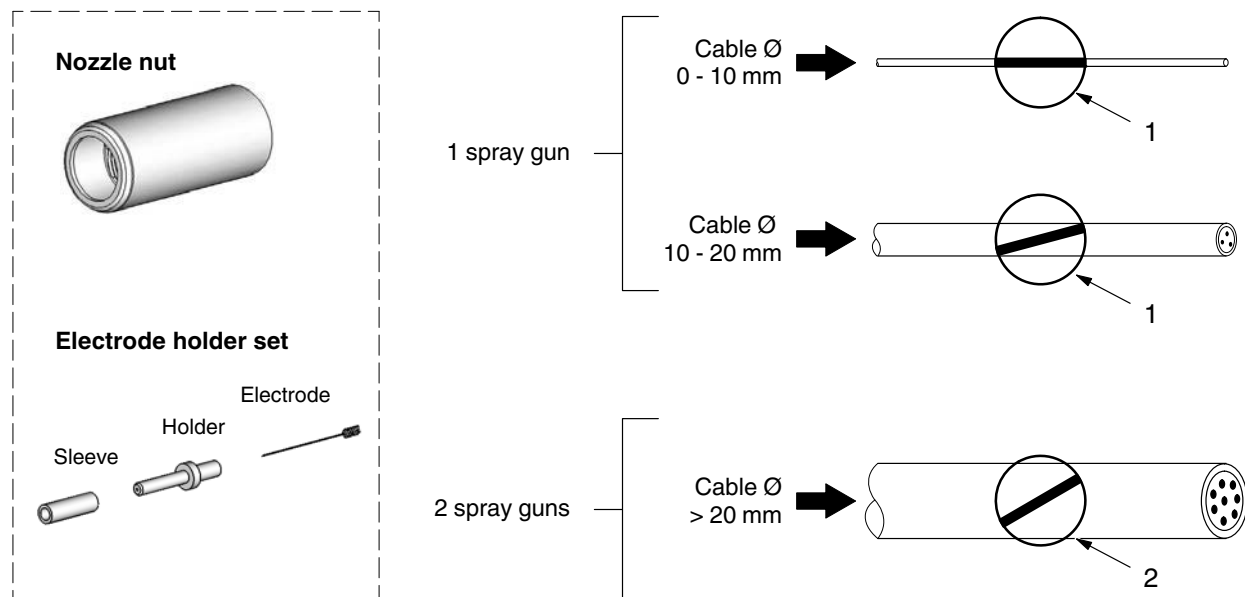 Nozzle nut
Electrode holder set
Electrode
Holder
Sleeve
1 spray gun
Cable Ø
0 - 10 mm
1
Cable Ø
10 - 20 mm
1
2 spray guns
Cable Ø
> 20 mm
2